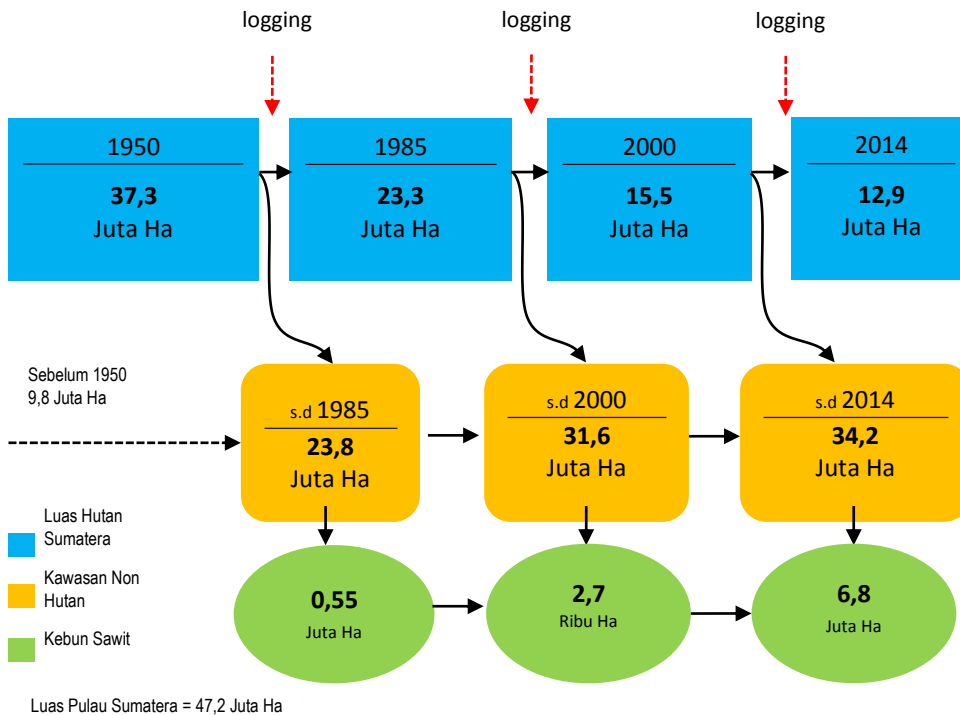 logging
logging
logging
1950
37,3
Juta Ha
1985
23,3
Juta Ha
2000
15,5
Juta Ha
2014
12,9
Juta Ha
Sebelum 1950
9,8 Juta Ha
s.d 1985
23,8
Juta Ha
s.d 2000
31,6
Juta Ha
s.d 2014
34,2
Juta Ha
Luas Hutan
Sumatera
Kawasan Non
Hutan
Kebun Sawit
0,55
Juta Ha
2,7
Ribu Ha
6,8
Juta Ha
Luas Pulau Sumatera = 47,2 Juta Ha